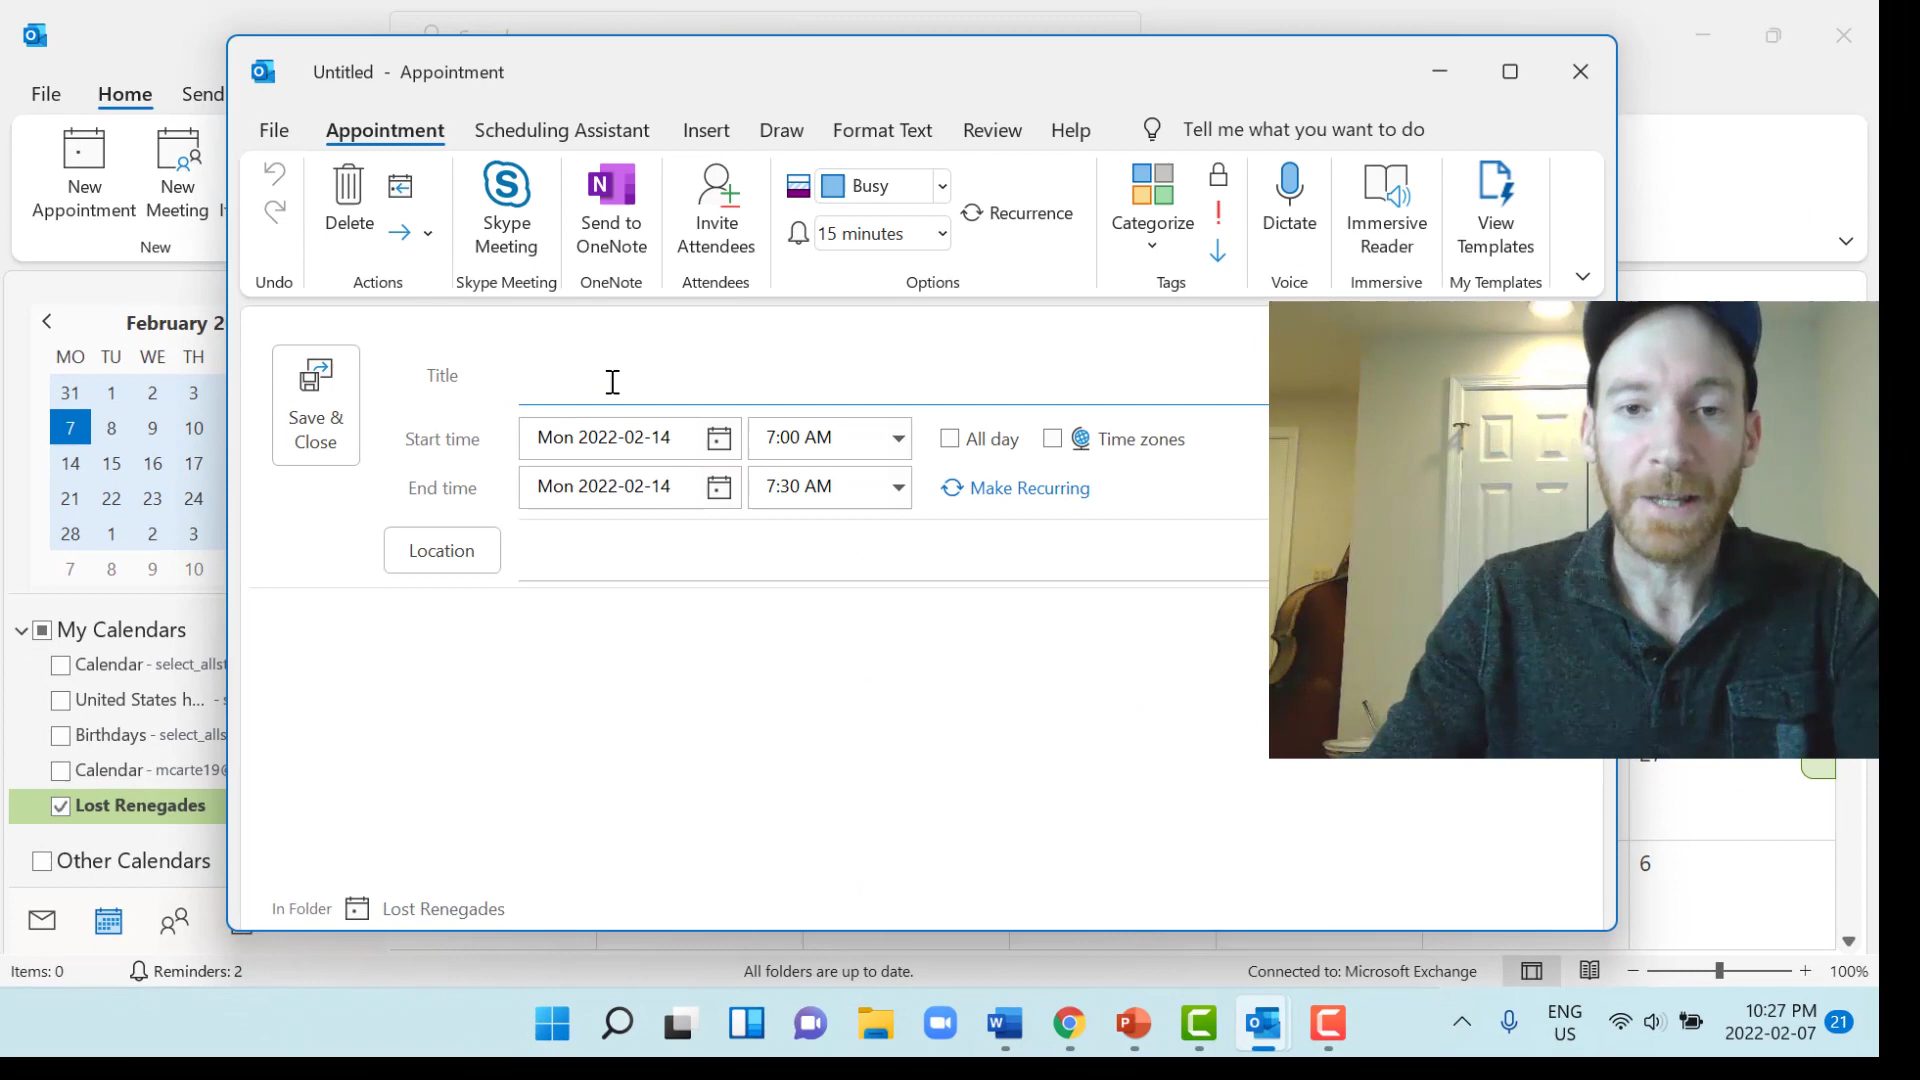 Untitled - Appointment
File Home Send
File Appointment Scheduling Assistant Insert Draw Format Text Review Help Tell me what you want to do
New Appointment
New Meeting
New
Delete
Skype Meeting
Send to OneNote
Invite Attendees
Busy
15 minutes
Recurrence
Categorize
Dictate
Immersive Reader
View Templates
Undo Actions Skype Meeting OneNote Attendees Options Tags Voice Immersive My Templates
February 2
MO TU WE TH
31 1 2 3
7 8 9 10
14 15 16 17
21 22 23 24
28 1 2 3
7 8 9 10
Save & Close
Title
Start time Mon 2022-02-14 7:00 AM All day Time zones
End time Mon 2022-02-14 7:30 AM Make Recurring
Location
My Calendars
Calendar - select_allst
United States h... - s
Birthdays - select_alls
Calendar - mcarte19@
Lost Renegades
Other Calendars
6
In Folder Lost Renegades
Items: 0 Reminders: 2 All folders are up to date. Connected to: Microsoft Exchange 100%
ENG US
10:27 PM
2022-02-07
21